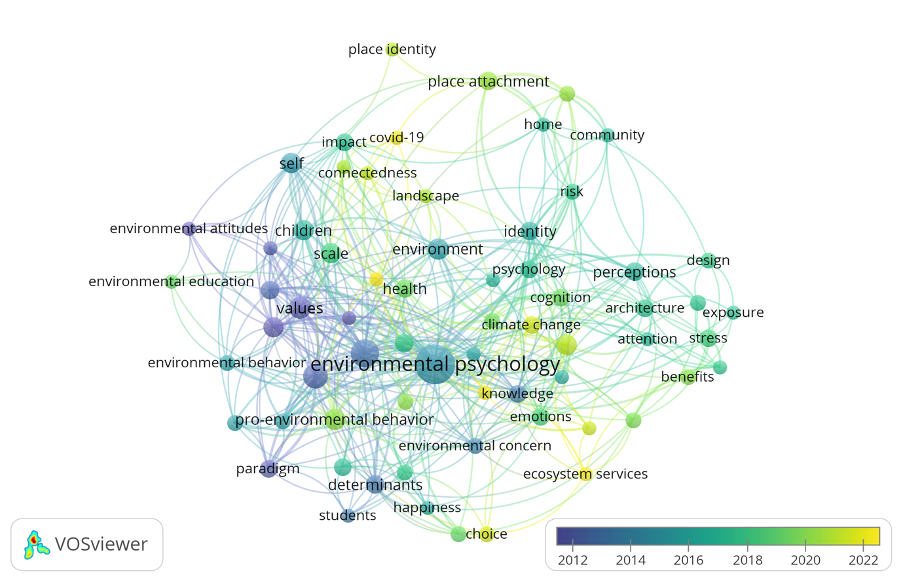 place identity
place attachment
home
community
impact
covid-19
self
connectedness
risk
landscape
environmental attitudes
children
identity
scale
environment
design
psychology
perceptions
environmental education
health
cognition
values
architecture
exposure
climate change
attention
stress
environmental behavior
environmental psychology
benefits
knowledge
pro-environmental behavior
emotions
environmental concern
paradigm
ecosystem services
determinants
happiness
students
choice
VOSviewer
2012 2014 2016 2018 2020 2022